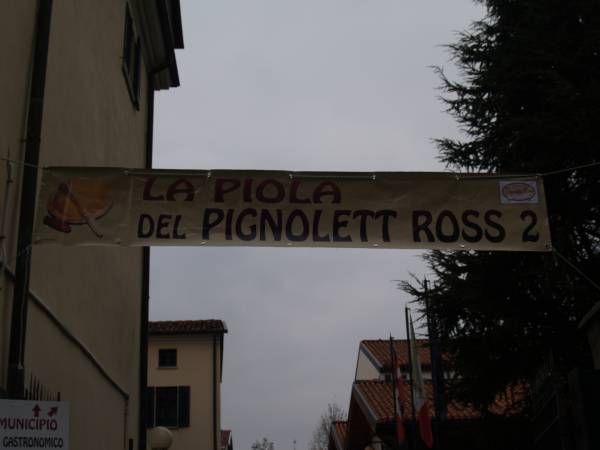 LA PIOLA
DEL PIGNOLETT ROSS 2
MUNICIPIO
GASTRONOMICO